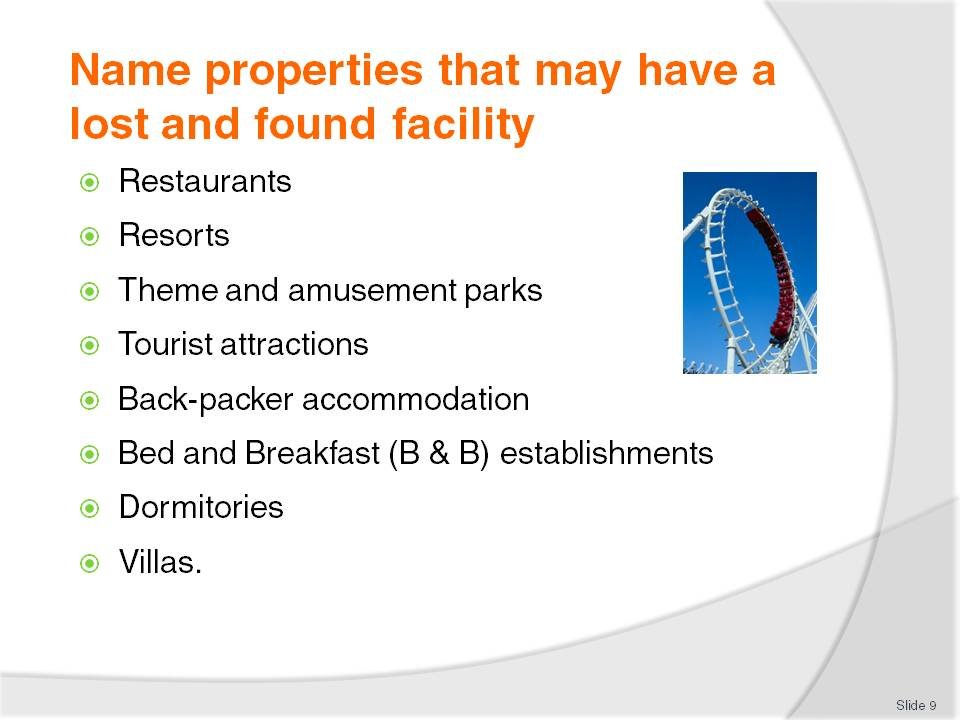 Name properties that may have a
lost and found facility
Restaurants
Resorts
Theme and amusement parks
Tourist attractions
Back-packer accommodation
Bed and Breakfast (B & B) establishments
Dormitories
Villas.
Slide 9